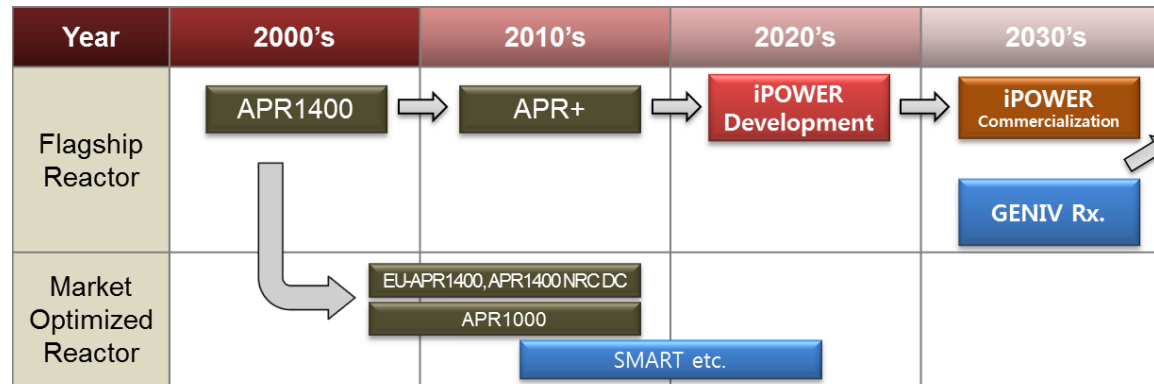 Year
2000's
2010's
2020's
2030's
Flagship
Reactor
APR1400
APR+
iPOWER
Development
iPOWER
Commercialization
GENIV Rx.
Market
Optimized
Reactor
EU-APR1400, APR1400 NRC DC
APR1000
SMART etc.